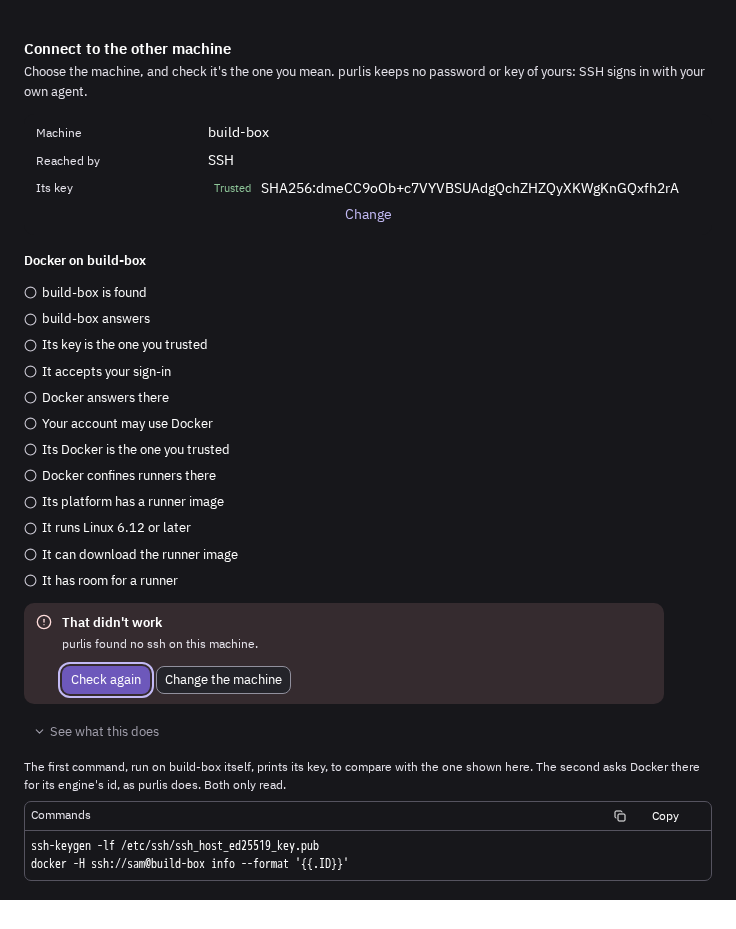 Connect to the other machine
Choose the machine, and check it's the one you mean. purlis keeps no password or key of yours: SSH signs in with your
own agent.
Machine build-box
Reached by SSH
Its key Trusted SHA256:dmeCC9oOb+c7VYVBSUAdgQchZHZQyXKWgKnGQxfh2rA
Change
Docker on build-box
build-box is found
build-box answers
Its key is the one you trusted
It accepts your sign-in
Docker answers there
Your account may use Docker
Its Docker is the one you trusted
Docker confines runners there
Its platform has a runner image
It runs Linux 6.12 or later
It can download the runner image
It has room for a runner
That didn't work
purlis found no ssh on this machine.
Check again Change the machine
See what this does
The first command, run on build-box itself, prints its key, to compare with the one shown here. The second asks Docker there
for its engine's id, as purlis does. Both only read.
Commands Copy
ssh-keygen -lf /etc/ssh/ssh_host_ed25519_key.pub
docker -H ssh://sam@build-box info --format '{{.ID}}'